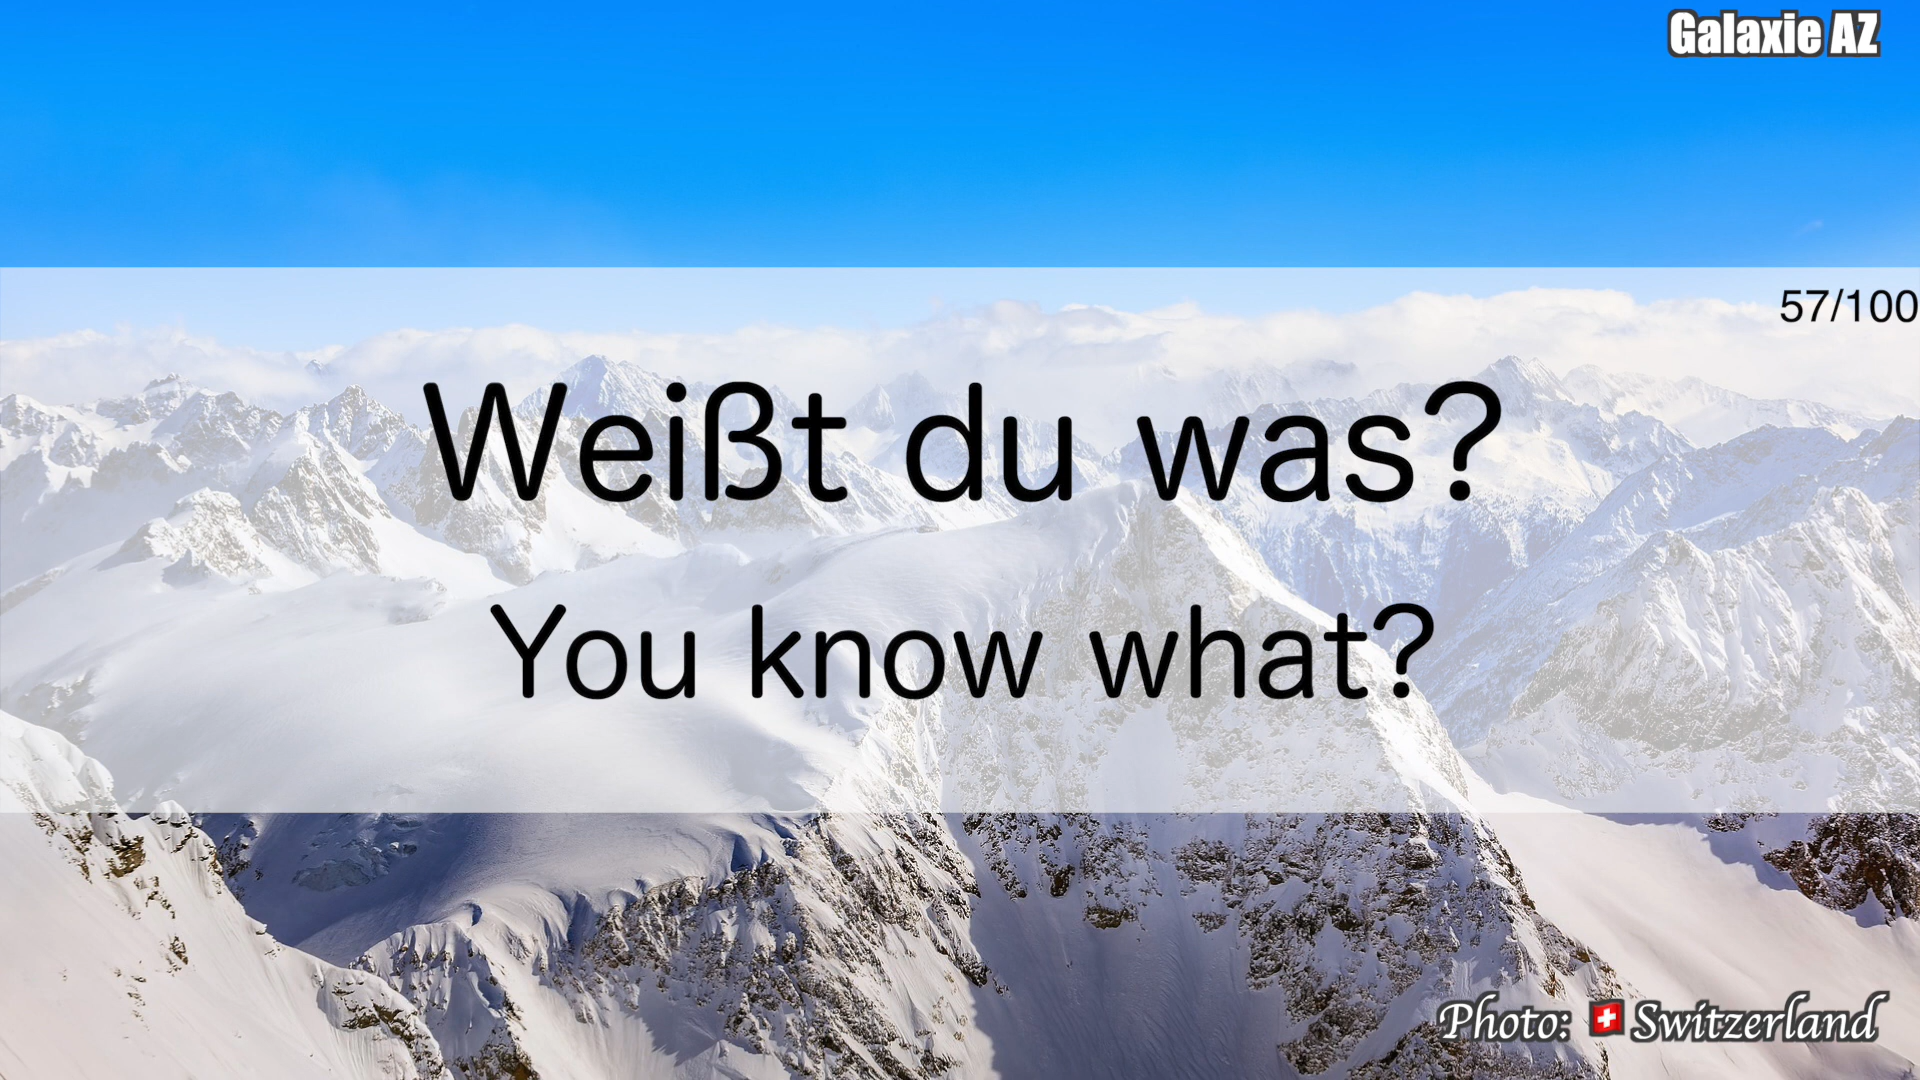 Galaxie AZ
57/100
Weißt du was?
You know what?
Photo: 🇨🇭 Switzerland